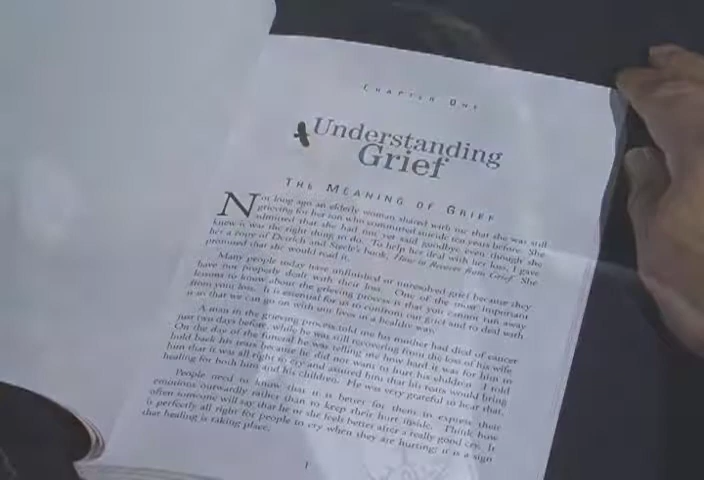 CHAPTER ONE
Understanding
Grief
THE MEANING OF GRIEF
Not long ago an elderly woman shared with me that she was still
grieving for her son who committed suicide ten years before. She
admitted that she had not yet said goodbye even though she
knew it was the right thing to do. To help her deal with her loss, I gave
her a copy of and Steele's book, How to Recover from Grief. She
promised that she would read it.
Many people today have unfinished or unresolved grief because they
have not properly dealt with their loss. One of the most important
lessons to know about the grieving process is that you cannot run away
from your loss. It is essential for us to confront our grief and to deal with
it so that we can go on with our lives in a healthy way.
A man in the grieving process told me his mother had died of cancer
just two days before, while he was still recovering from the loss of his wife.
On the day of the funeral he was telling me how hard it was for him to
hold back his tears because he did not want to hurt his children. I told
him that it was all right to cry and assured him that his tears would bring
healing for both him and his children. He was very grateful to hear that.
People need to know that it is better for them to express their
emotions outwardly rather than to keep their hurt inside. Think how
often someone will say that he or she feels better after a really good cry. It
is perfectly all right for people to cry when they are hurting; it is a sign
that healing is taking place.
1